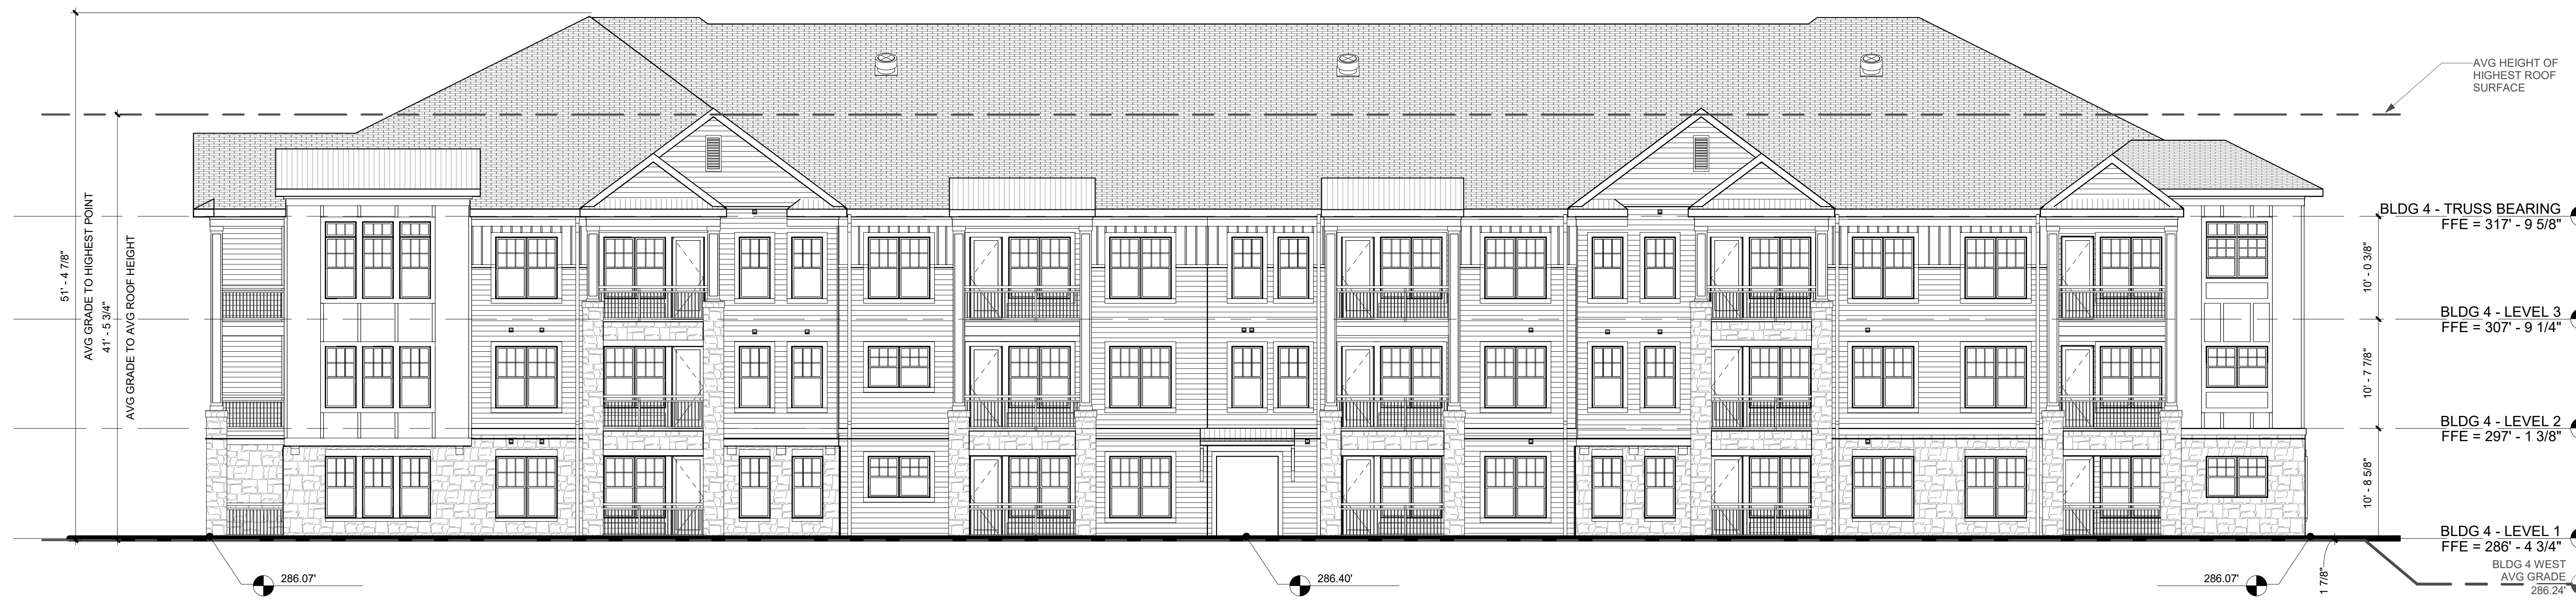 AVG HEIGHT OF
HIGHEST ROOF
SURFACE
51' - 4 7/8"
AVG GRADE TO HIGHEST POINT
41' - 5 3/4"
AVG GRADE TO AVG ROOF HEIGHT
BLDG 4 - TRUSS BEARING
FFE = 317' - 9 5/8"
10' - 0 3/8"
BLDG 4 - LEVEL 3
FFE = 307' - 9 1/4"
10' - 7 7/8"
BLDG 4 - LEVEL 2
FFE = 297' - 1 3/8"
10' - 8 5/8"
BLDG 4 - LEVEL 1
FFE = 286' - 4 3/4"
BLDG 4 WEST
AVG GRADE
286.24'
1 7/8"
286.07'
286.40'
286.07'